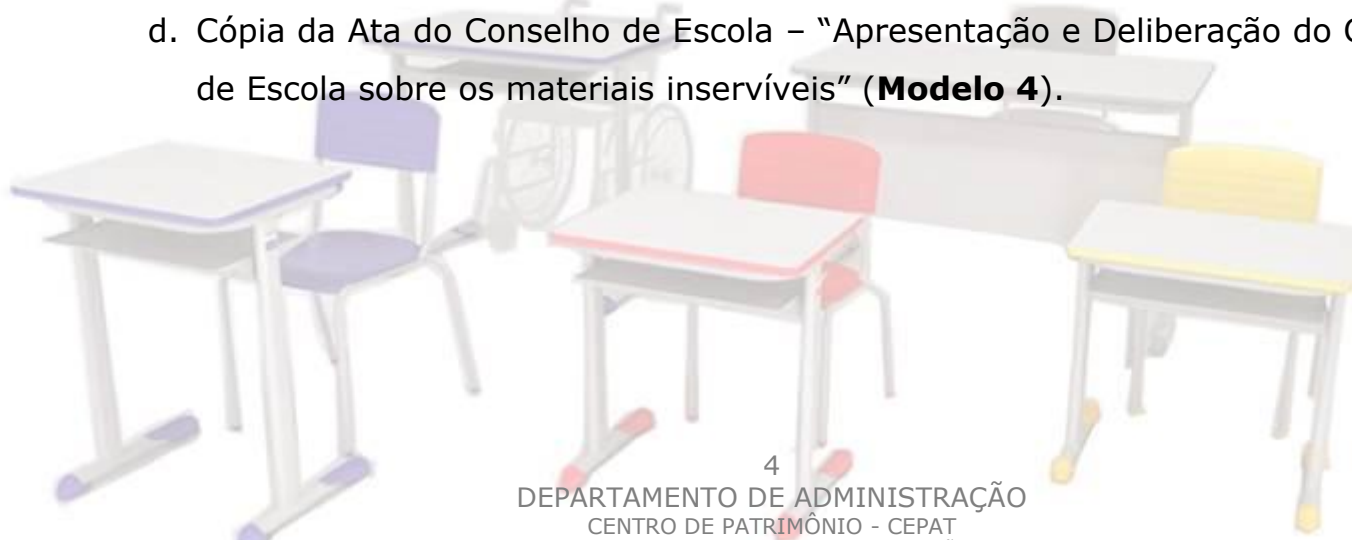 d. Cópia da Ata do Conselho de Escola – “Apresentação e Deliberação do
de Escola sobre os materiais inservíveis” (Modelo 4).
4
DEPARTAMENTO DE ADMINISTRAÇÃO
CENTRO DE PATRIMÔNIO - CEPAT